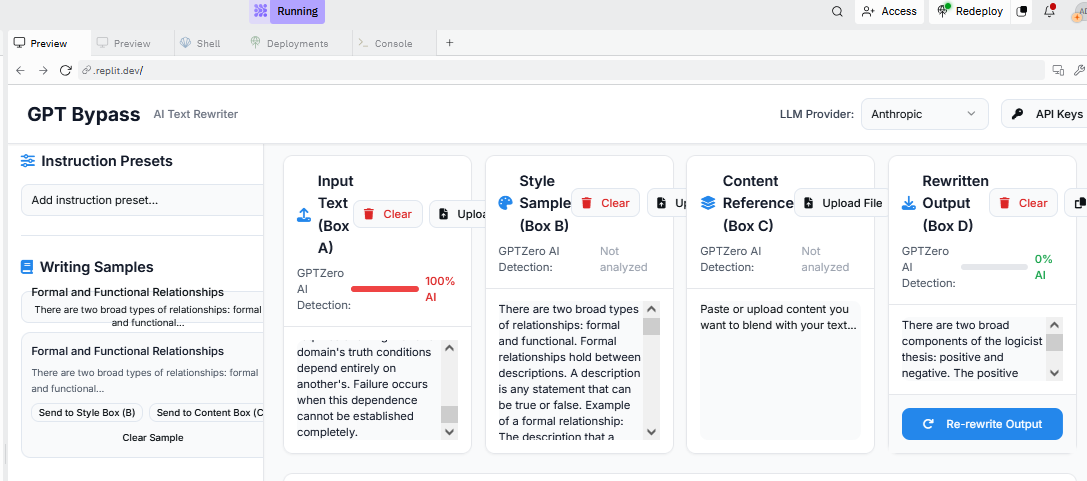 Running
Access
Redeploy
Preview
Preview
Shell
Deployments
Console
.replit.dev/
GPT Bypass
AI Text Rewriter
LLM Provider:
Anthropic
API Keys
Instruction Presets
Add instruction preset...
Writing Samples
Formal and Functional Relationships
There are two broad types of relationships: formal
and functional...
Formal and Functional Relationships
There are two broad types of relationships: formal
and functional...
Send to Style Box (B)
Send to Content Box (C
Clear Sample
Input
Text
(Box
A)
Clear
Uploa
GPTZero
AI
Detection:
100%
AI
domain's truth conditions
depend entirely on
another's. Failure occurs
when this dependence
cannot be established
completely.
Style
Sample
(Box B)
Clear
Up
GPTZero AI
Detection:
Not
analyzed
There are two broad types
of relationships: formal
and functional. Formal
relationships hold between
descriptions. A description
is any statement that can
be true or false. Example
of a formal relationship:
The description that a
Content
Reference
(Box C)
Upload File
GPTZero AI
Detection:
Not
analyzed
Paste or upload content you
want to blend with your text...
Rewritten
Output
(Box D)
Clear
GPTZero
AI
Detection:
0%
AI
There are two broad
components of the logicist
thesis: positive and
negative. The positive
Re-rewrite Output